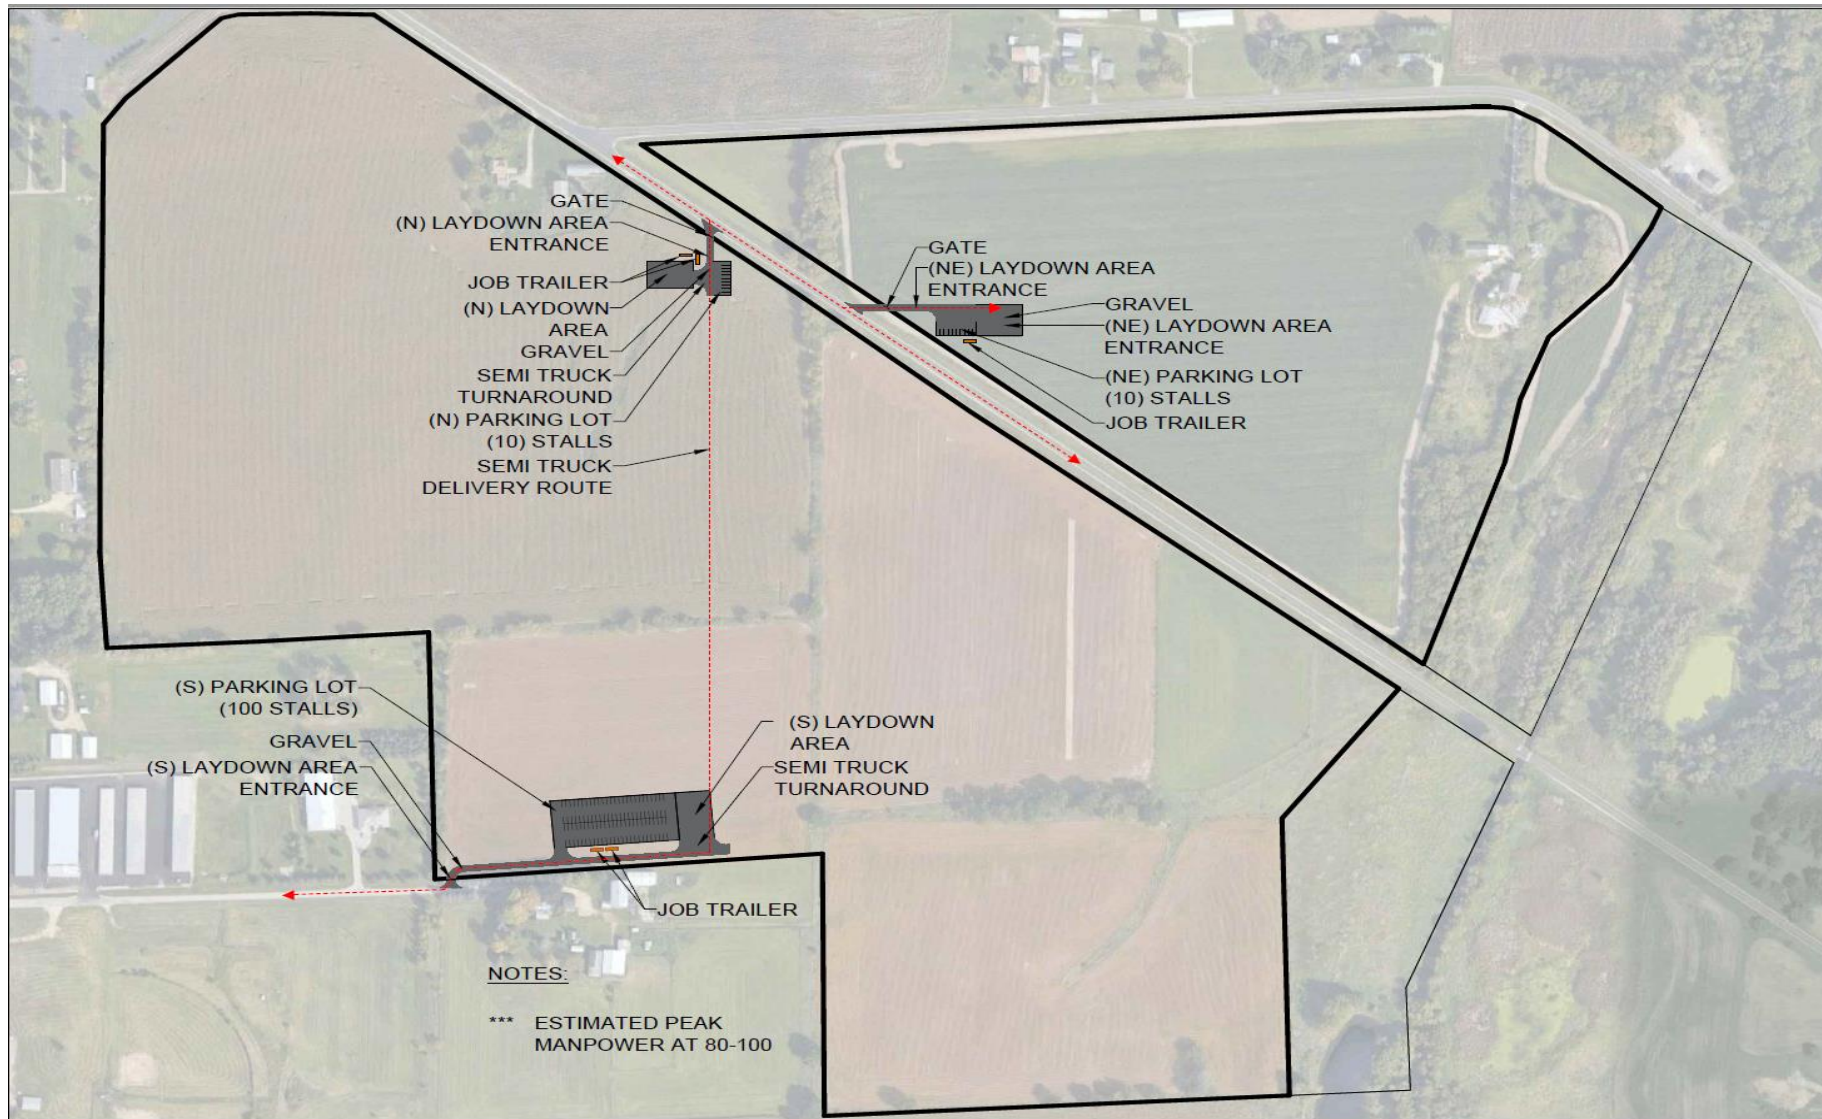 GATE
(N) LAYDOWN AREA
ENTRANCE
JOB TRAILER
(N) LAYDOWN
AREA
GRAVEL
SEMI TRUCK
TURNAROUND
(N) PARKING LOT
(10) STALLS
SEMI TRUCK
DELIVERY ROUTE
GATE
(NE) LAYDOWN AREA
ENTRANCE
GRAVEL
(NE) LAYDOWN AREA
ENTRANCE
(NE) PARKING LOT
(10) STALLS
JOB TRAILER
(S) PARKING LOT
(100 STALLS)
GRAVEL
(S) LAYDOWN AREA
ENTRANCE
(S) LAYDOWN
AREA
SEMI TRUCK
TURNAROUND
JOB TRAILER
NOTES:
*** ESTIMATED PEAK
MANPOWER AT 80-100